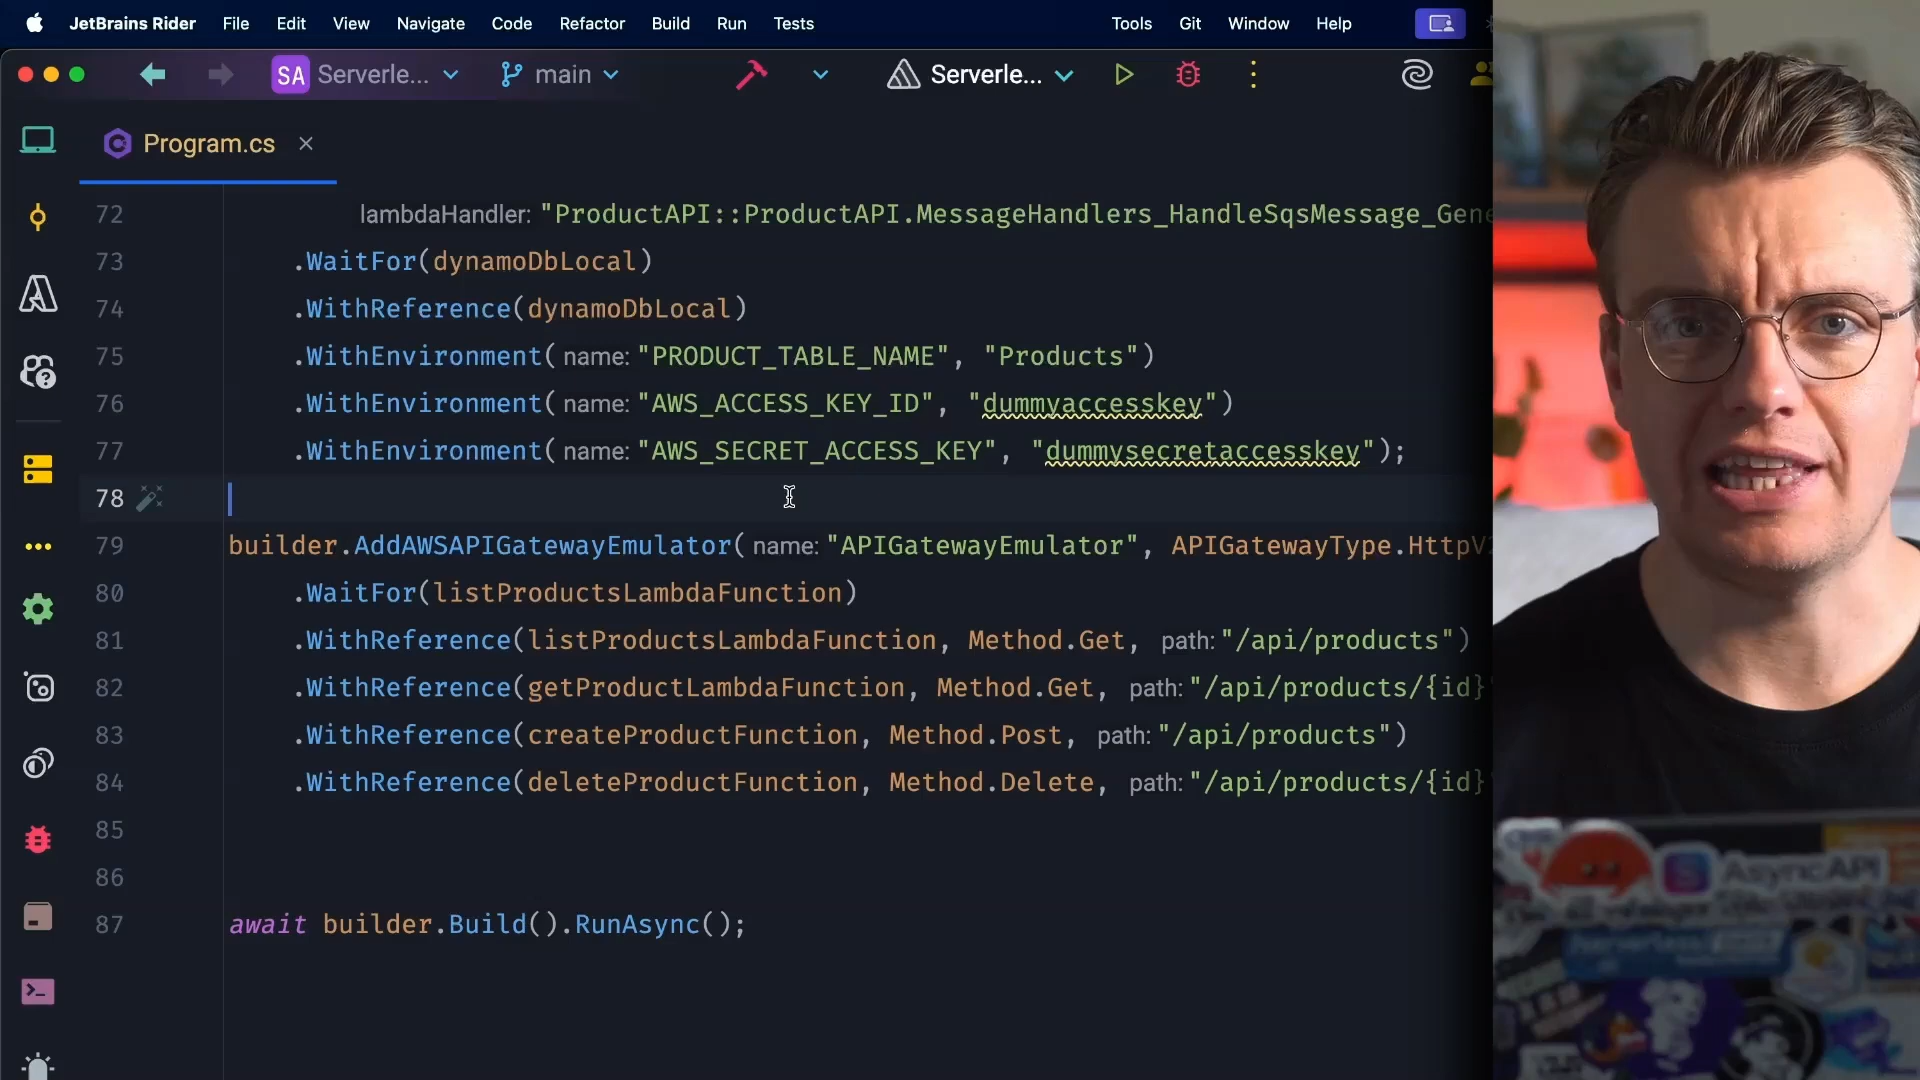 JetBrains Rider File Edit View Navigate Code Refactor Build Run Tests Tools Git Window Help
SA Serverle... main Serverle...
Program.cs
72 lambdaHandler: "ProductAPI::ProductAPI.MessageHandlers_HandleSqsMessage_Gene
73 .WaitFor(dynamoDbLocal)
74 .WithReference(dynamoDbLocal)
75 .WithEnvironment( name: "PRODUCT_TABLE_NAME", "Products")
76 .WithEnvironment( name: "AWS_ACCESS_KEY_ID", "dummyaccesskey")
77 .WithEnvironment( name: "AWS_SECRET_ACCESS_KEY", "dummysecretaccesskey");
78
79 builder.AddAWSAPIGatewayEmulator( name: "APIGatewayEmulator", APIGatewayType.HttpV
80 .WaitFor(listProductsLambdaFunction)
81 .WithReference(listProductsLambdaFunction, Method.Get, path: "/api/products")
82 .WithReference(getProductLambdaFunction, Method.Get, path: "/api/products/{id}
83 .WithReference(createProductFunction, Method.Post, path: "/api/products")
84 .WithReference(deleteProductFunction, Method.Delete, path: "/api/products/{id}
85
86
87 await builder.Build().RunAsync();
AsyncAPI